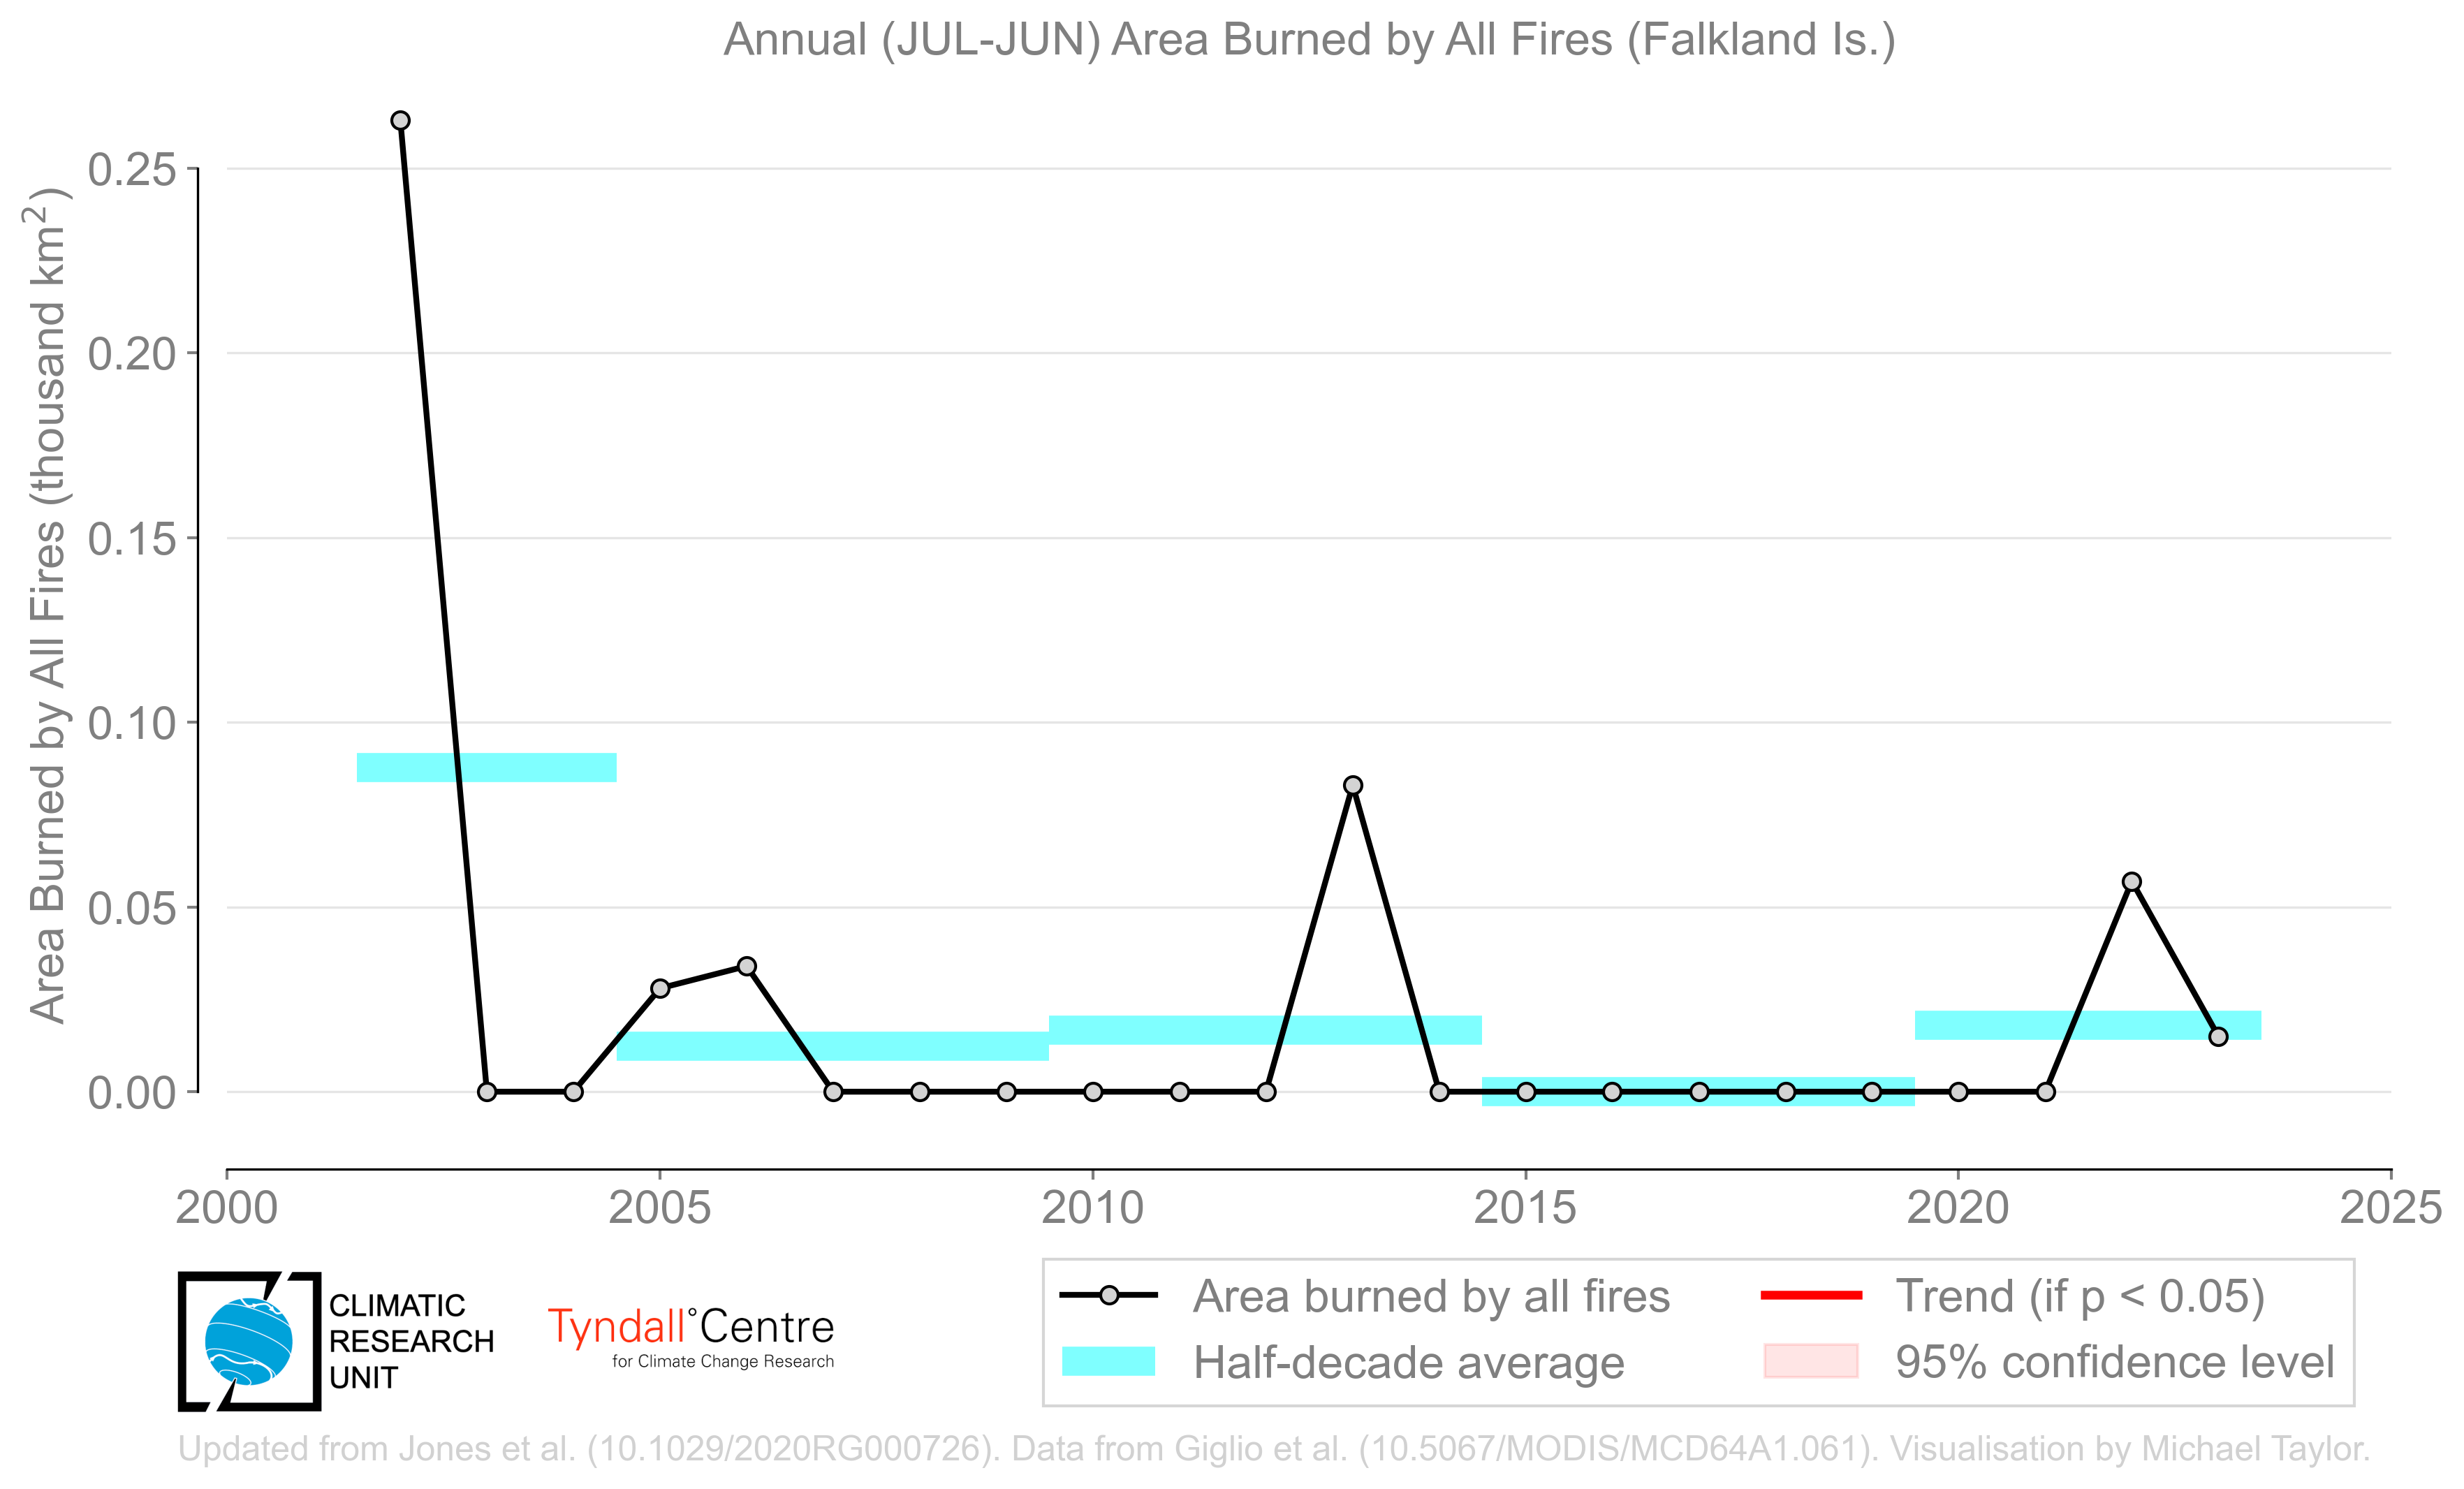 Annual (JUL-JUN) Area Burned by All Fires (Falkland Is.)
Area Burned by All Fires (thousand km²)
0.25
0.20
0.15
0.10
0.05
0.00
2000 2005 2010 2015 2020 2025
CLIMATIC
RESEARCH
UNIT
Tyndall°Centre
for Climate Change Research
Area burned by all fires
Half-decade average
Trend (if p < 0.05)
95% confidence level
Updated from Jones et al. (10.1029/2020RG000726). Data from Giglio et al. (10.5067/MODIS/MCD64A1.061). Visualisation by Michael Taylor.